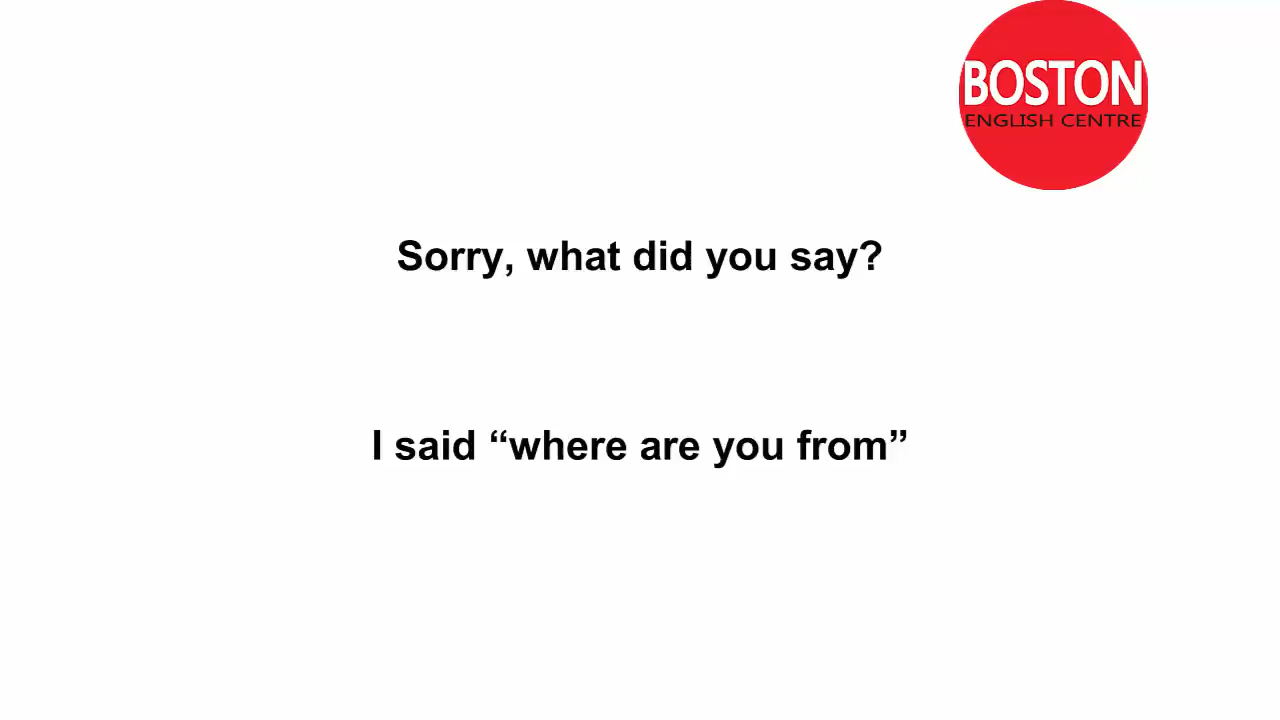 BOSTON
ENGLISH CENTRE
Sorry, what did you say?
I said “where are you from”